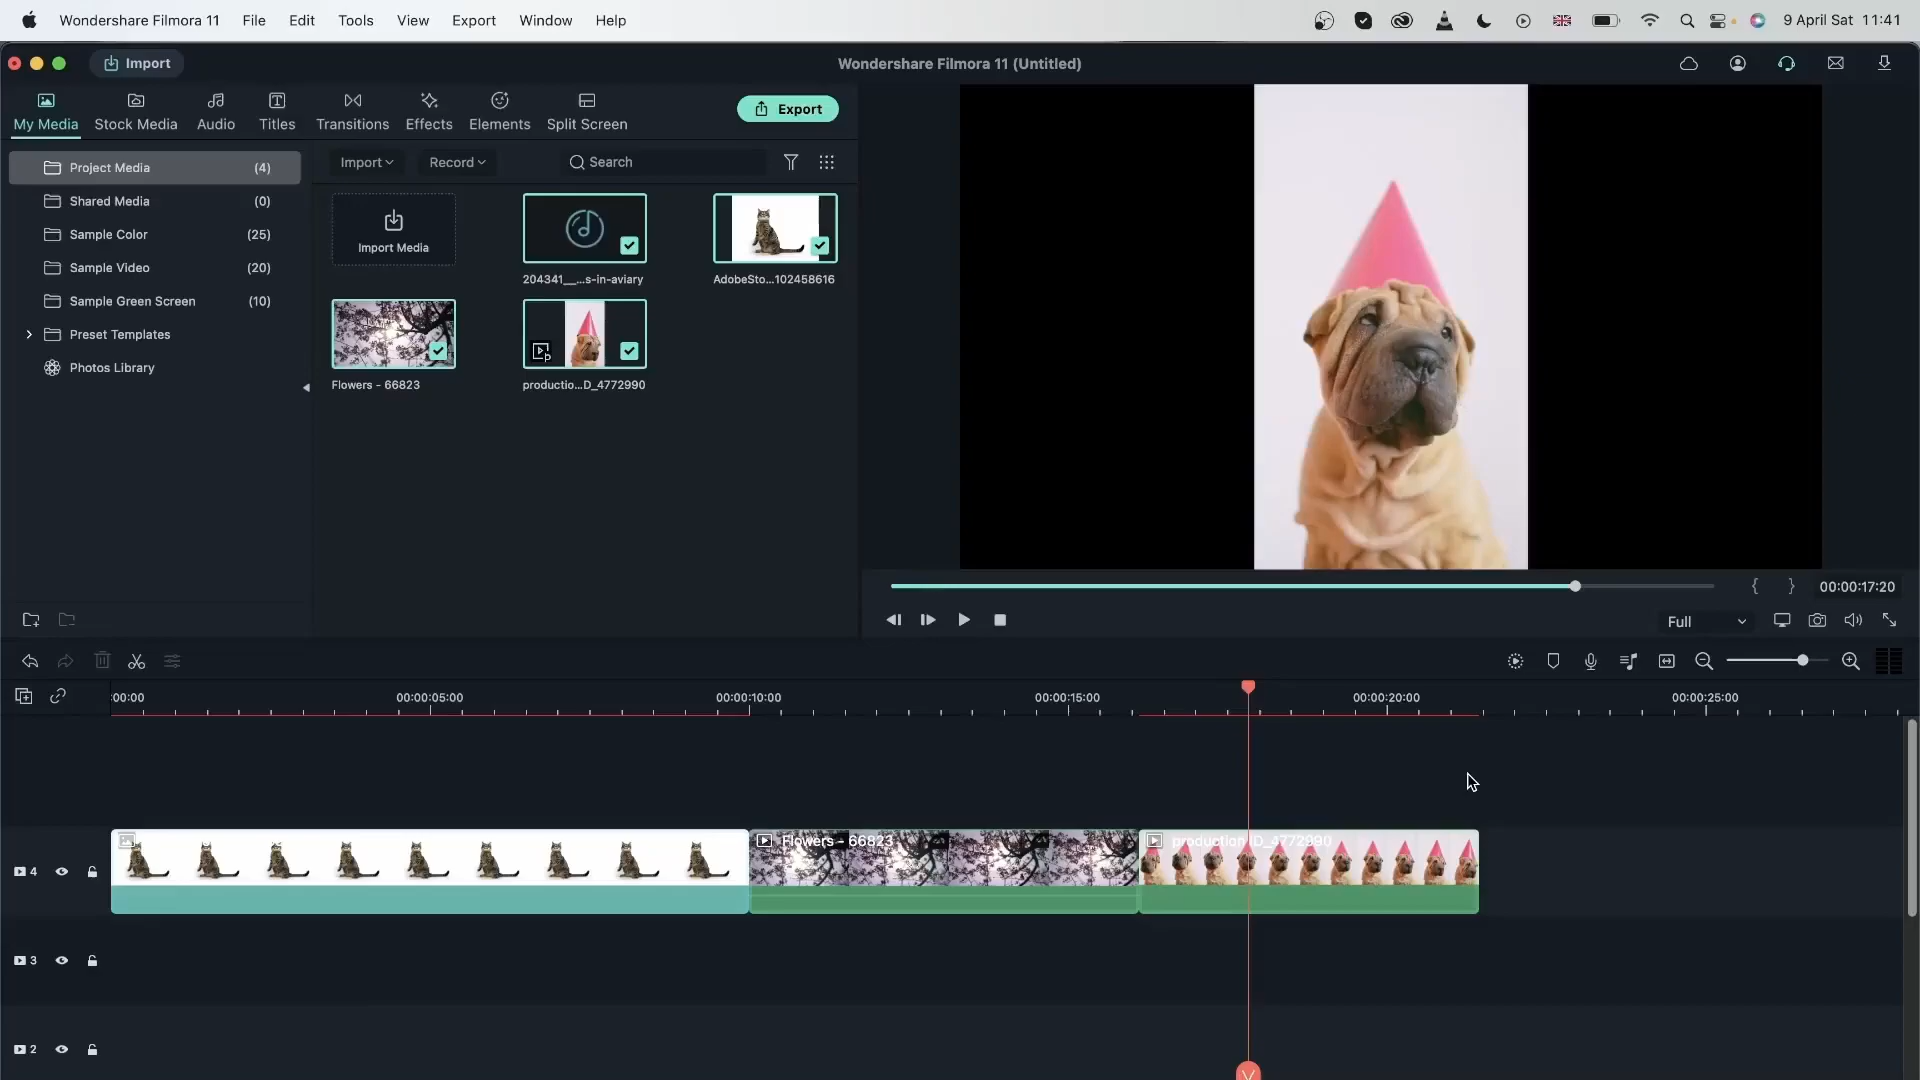 Wondershare Filmora 11 File Edit Tools View Export Window Help 9 April Sat 11:41
Import Wondershare Filmora 11 (Untitled)
My Media Stock Media Audio Titles Transitions Effects Elements Split Screen Export
Project Media (4)
Shared Media (0)
Sample Color (25)
Sample Video (20)
Sample Green Screen (10)
Preset Templates
Photos Library
Import Record Search
Import Media
204341__...s-in-aviary
AdobeSto...102458616
Flowers - 66823
productio...D_4772990
{ } 00:00:17:20
Full
:00:00 00:00:05:00 00:00:10:00 00:00:15:00 00:00:20:00 00:00:25:00
Flowers - 66823
production ID_4772990
4
3
2